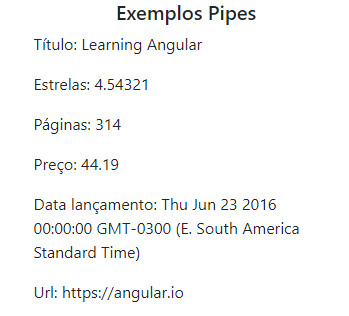 Exemplos Pipes
Título: Learning Angular
Estrelas: 4.54321
Páginas: 314
Preço: 44.19
Data lançamento: Thu Jun 23 2016
00:00:00 GMT-0300 (E. South America
Standard Time)
Url: https://angular.io